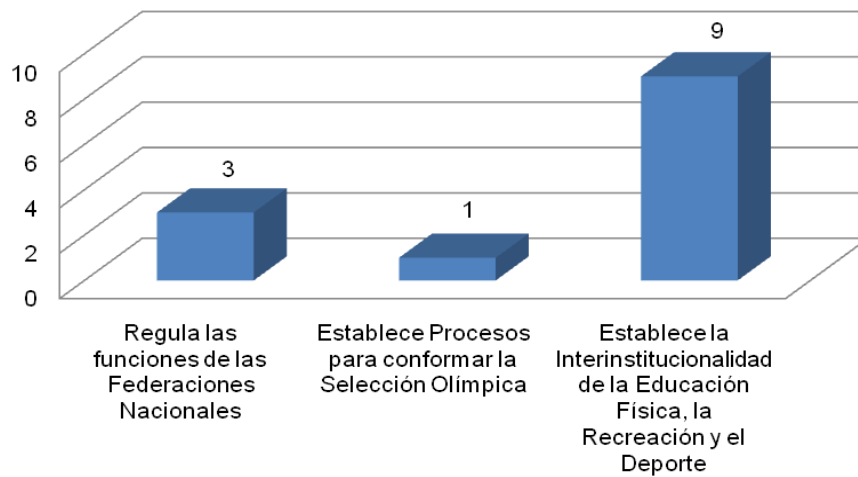 10
8
6
4
2
0
3
1
9
Regula las
funciones de las
Federaciones
Nacionales
Establece Procesos
para conformar la
Selección Olímpica
Establece la
Interinstitucionalidad
de la Educación
Física, la
Recreación y el
Deporte